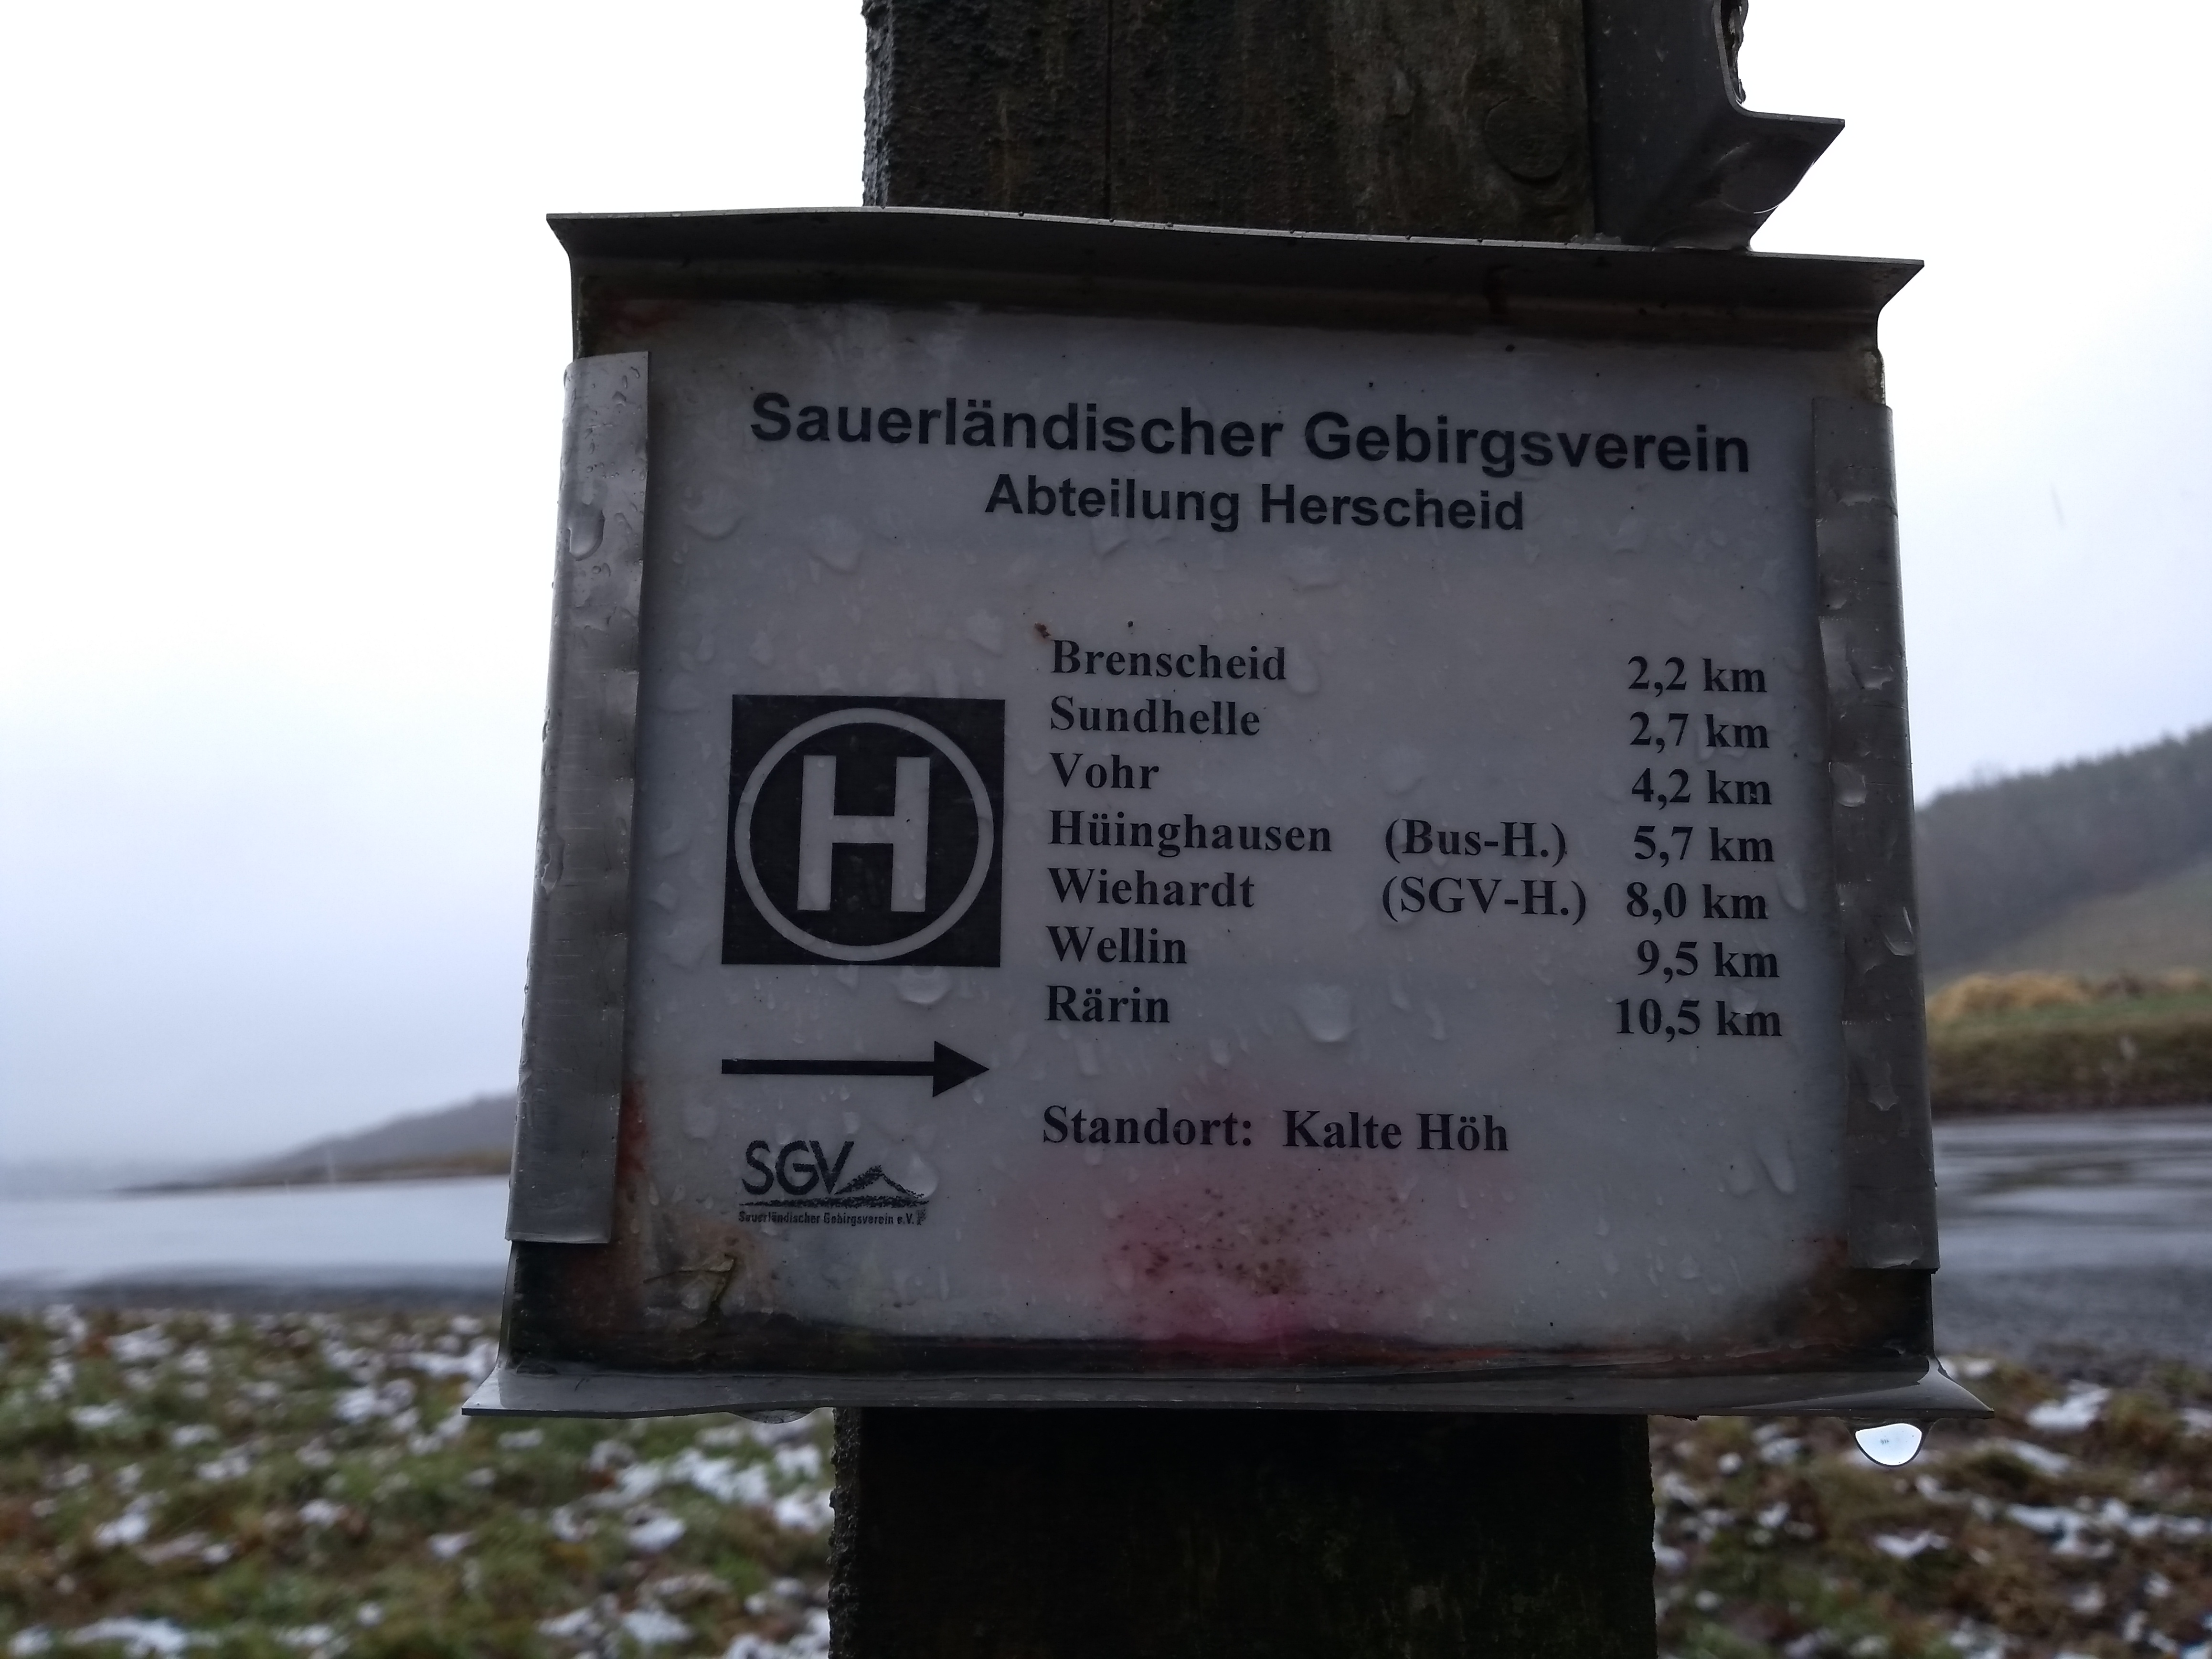 Sauerländischer Gebirgsverein
Abteilung Herscheid
Brenscheid 2,2 km
Sundhelle 2,7 km
Vohr 4,2 km
Hüinghausen (Bus-H.) 5,7 km
Wiehardt (SGV-H.) 8,0 km
Wellin 9,5 km
Rärin 10,5 km
H
Standort: Kalte Höh
SGV
Sauerländischer Gebirgsverein e.V.